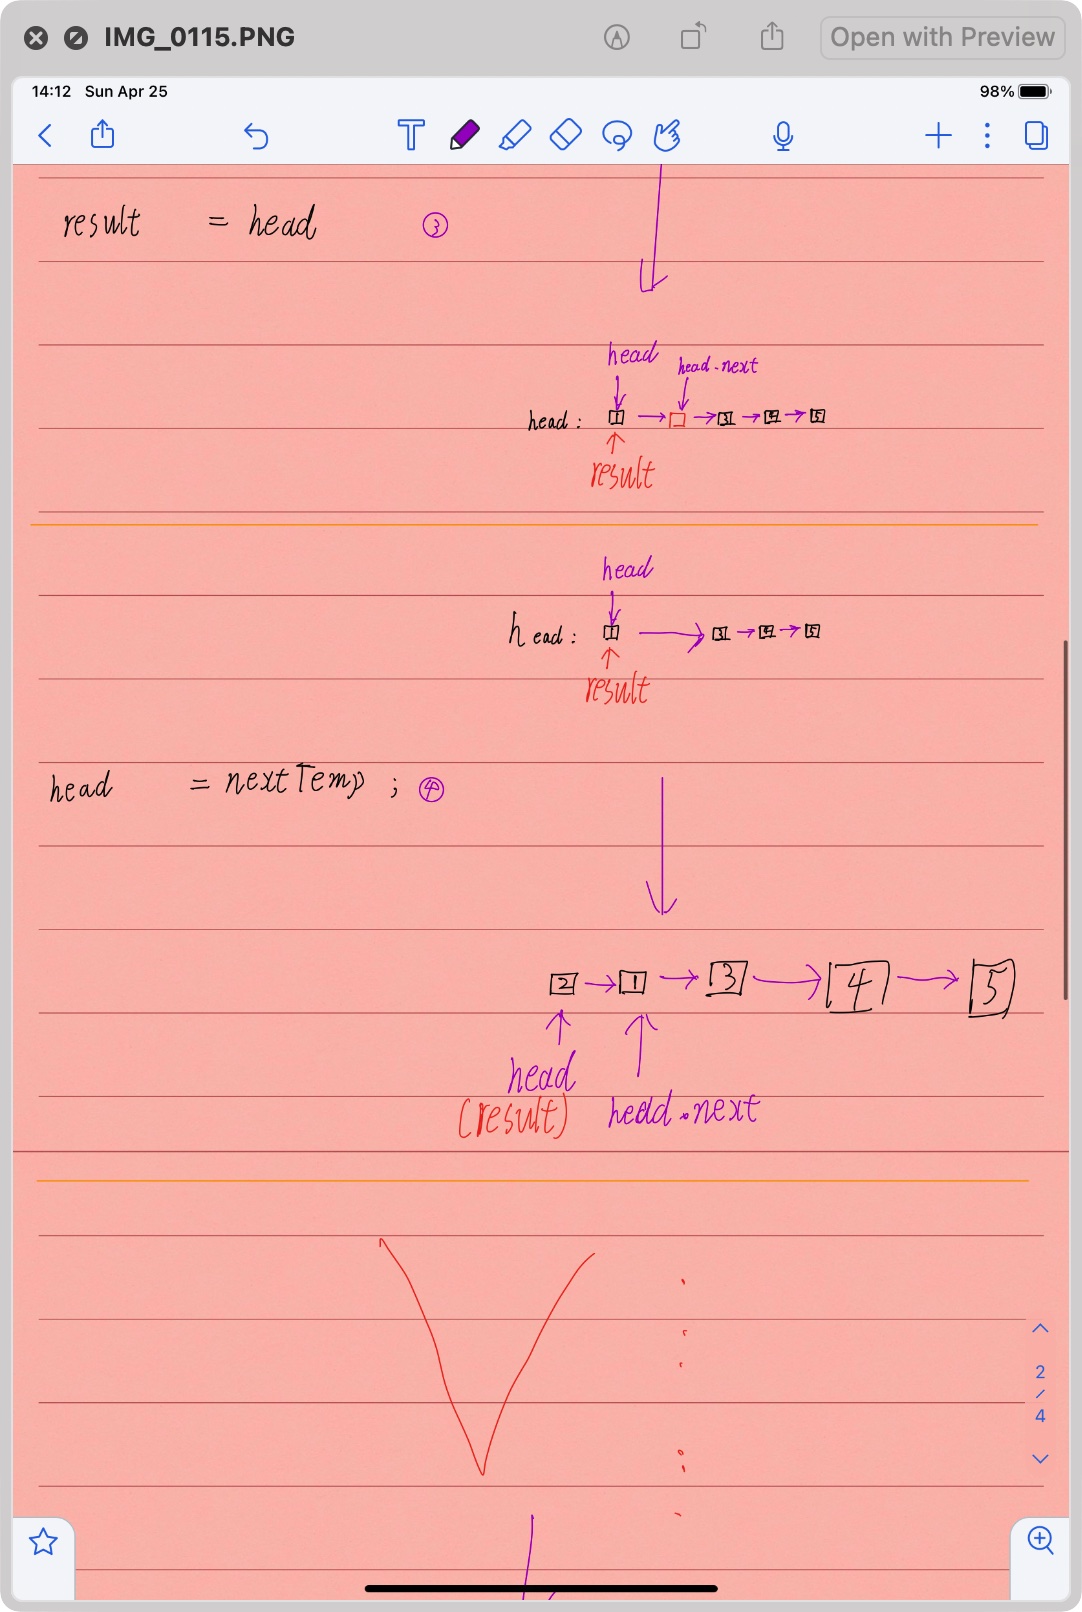 IMG_0115.PNG
Open with Preview
14:12 Sun Apr 25
98%
T
result = head ③
head
head.next
head: 1 3 4 5
result
head
head: 1 3 4 5
result
head = nextTemp ; ④
2 1 3 4 5
head
(result) head.next
2
/
4